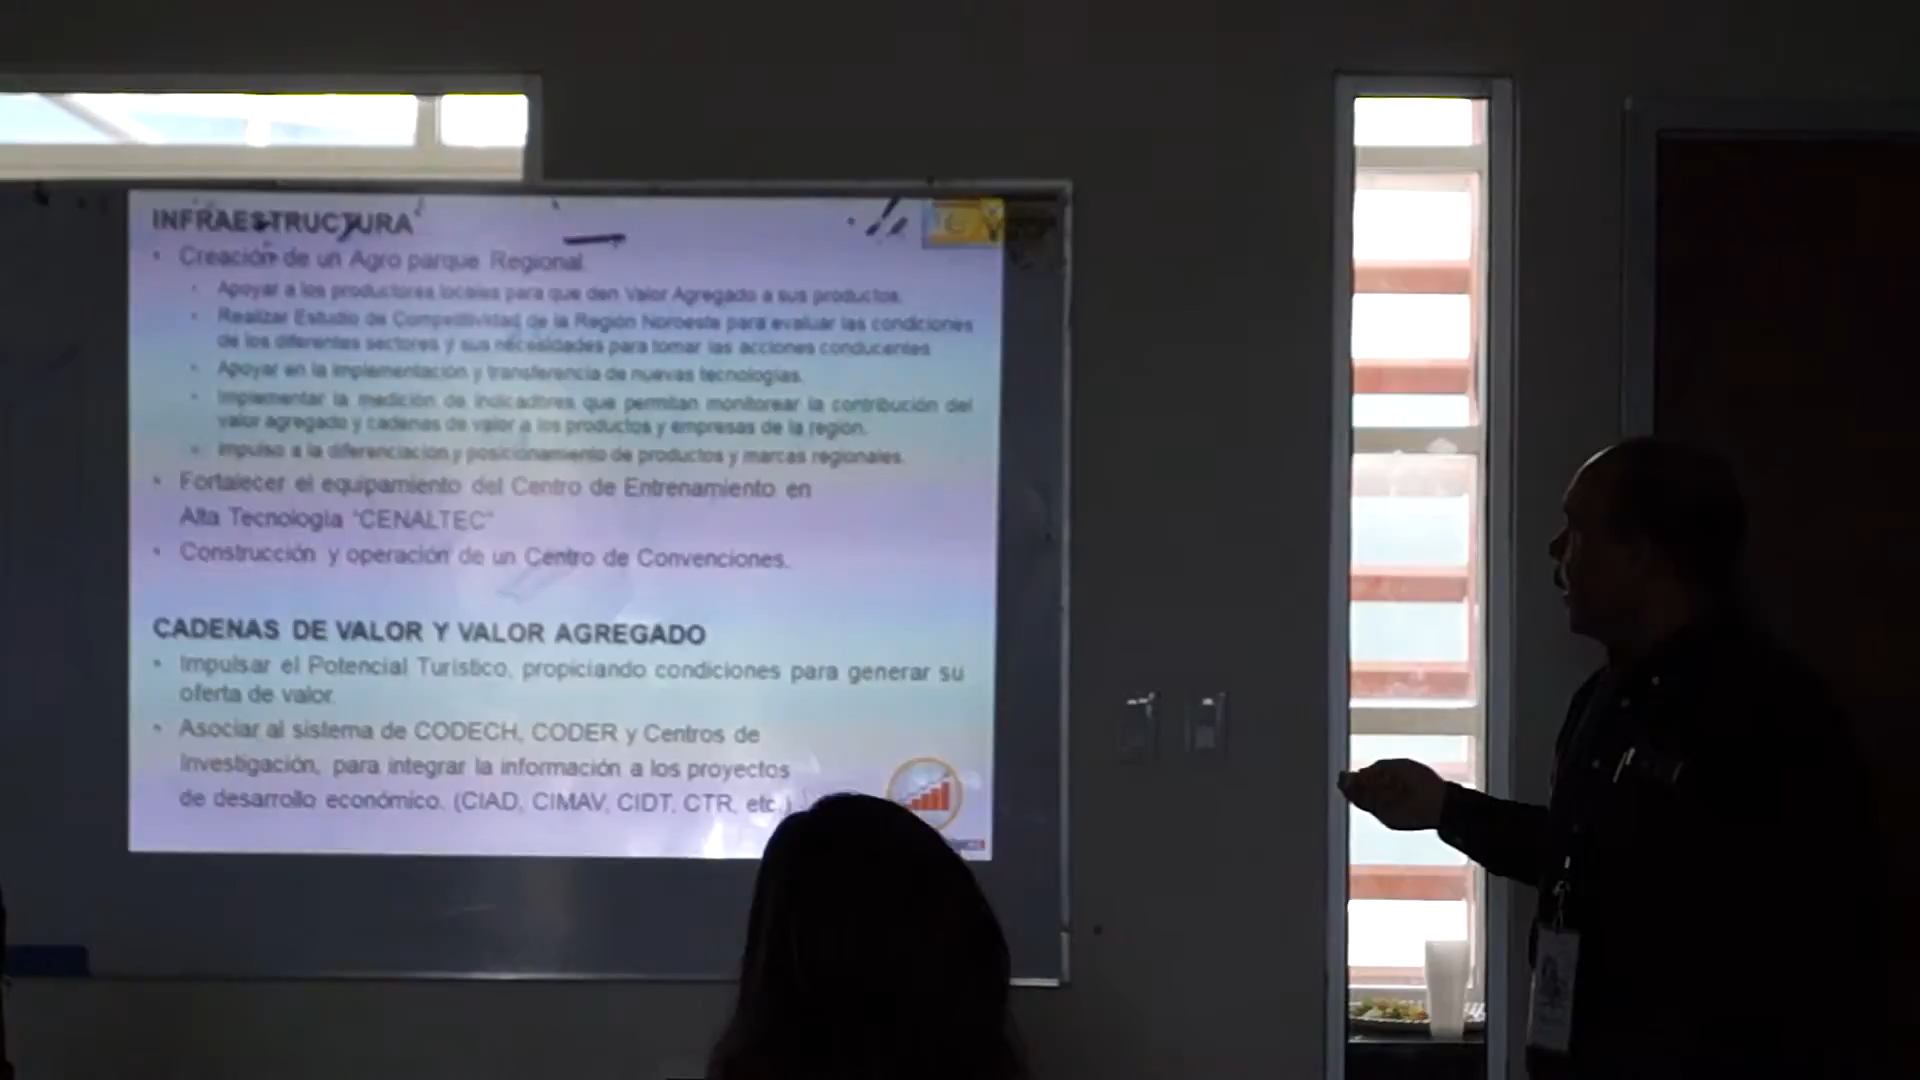 INFRAESTRUCTURA
• Creación de un Agro parque Regional.
• Apoyar a los productores locales para que den Valor Agregado a sus productos.
• Realizar Estudio de Competitividad de la Región Noroeste para evaluar las condiciones
de los diferentes sectores y sus necesidades para tomar las acciones conducentes
• Apoyar en la implementación y transferencia de nuevas tecnologías.
• Implementar la medición de indicadores que permitan monitorear la contribución del
valor agregado y cadenas de valor a los productos y empresas de la región.
• Impulso a la diferenciación y posicionamiento de productos y marcas regionales.
• Fortalecer el equipamiento del Centro de Entrenamiento en
Alta Tecnología "CENALTEC"
• Construcción y operación de un Centro de Convenciones.
CADENAS DE VALOR Y VALOR AGREGADO
• Impulsar el Potencial Turístico, propiciando condiciones para generar su
oferta de valor.
• Asociar al sistema de CODECH, CODER y Centros de
Investigación, para integrar la información a los proyectos
de desarrollo económico. (CIAD, CIMAV, CIDT, CTR, etc.)